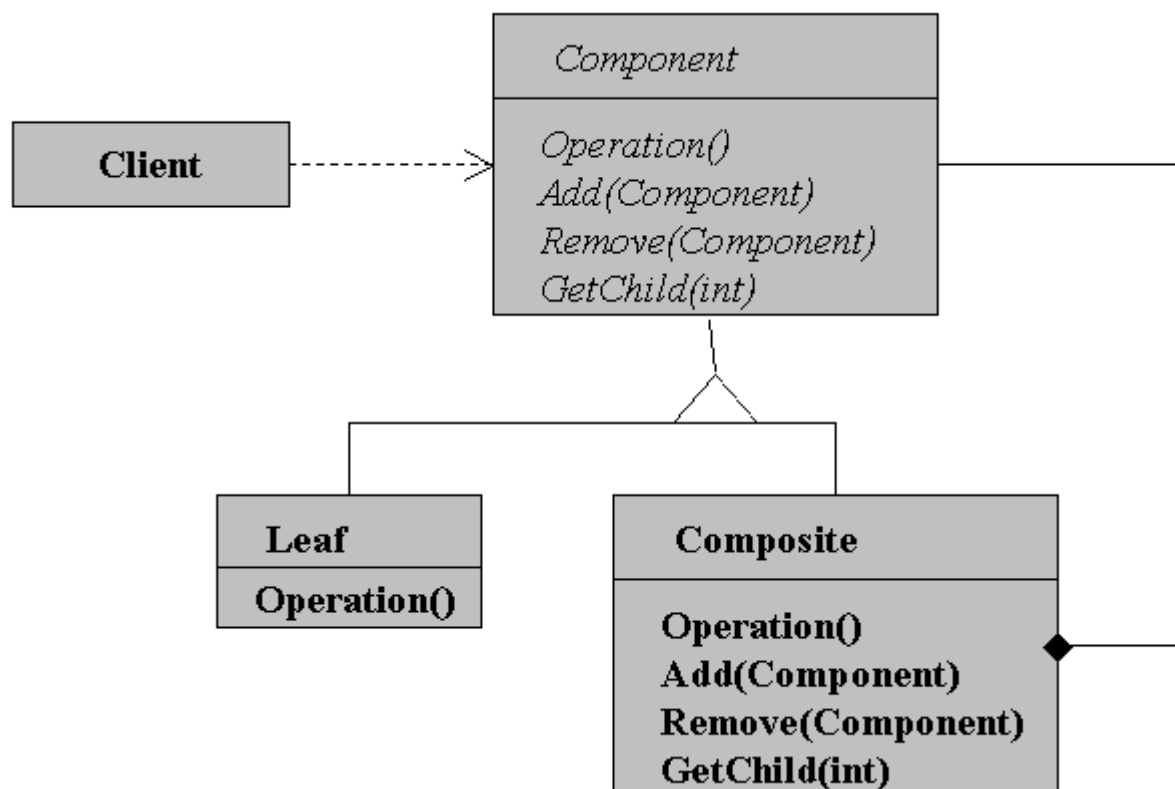 Component
Client
Operation()
Add(Component)
Remove(Component)
GetChild(int)
Leaf
Operation()
Composite
Operation()
Add(Component)
Remove(Component)
GetChild(int)